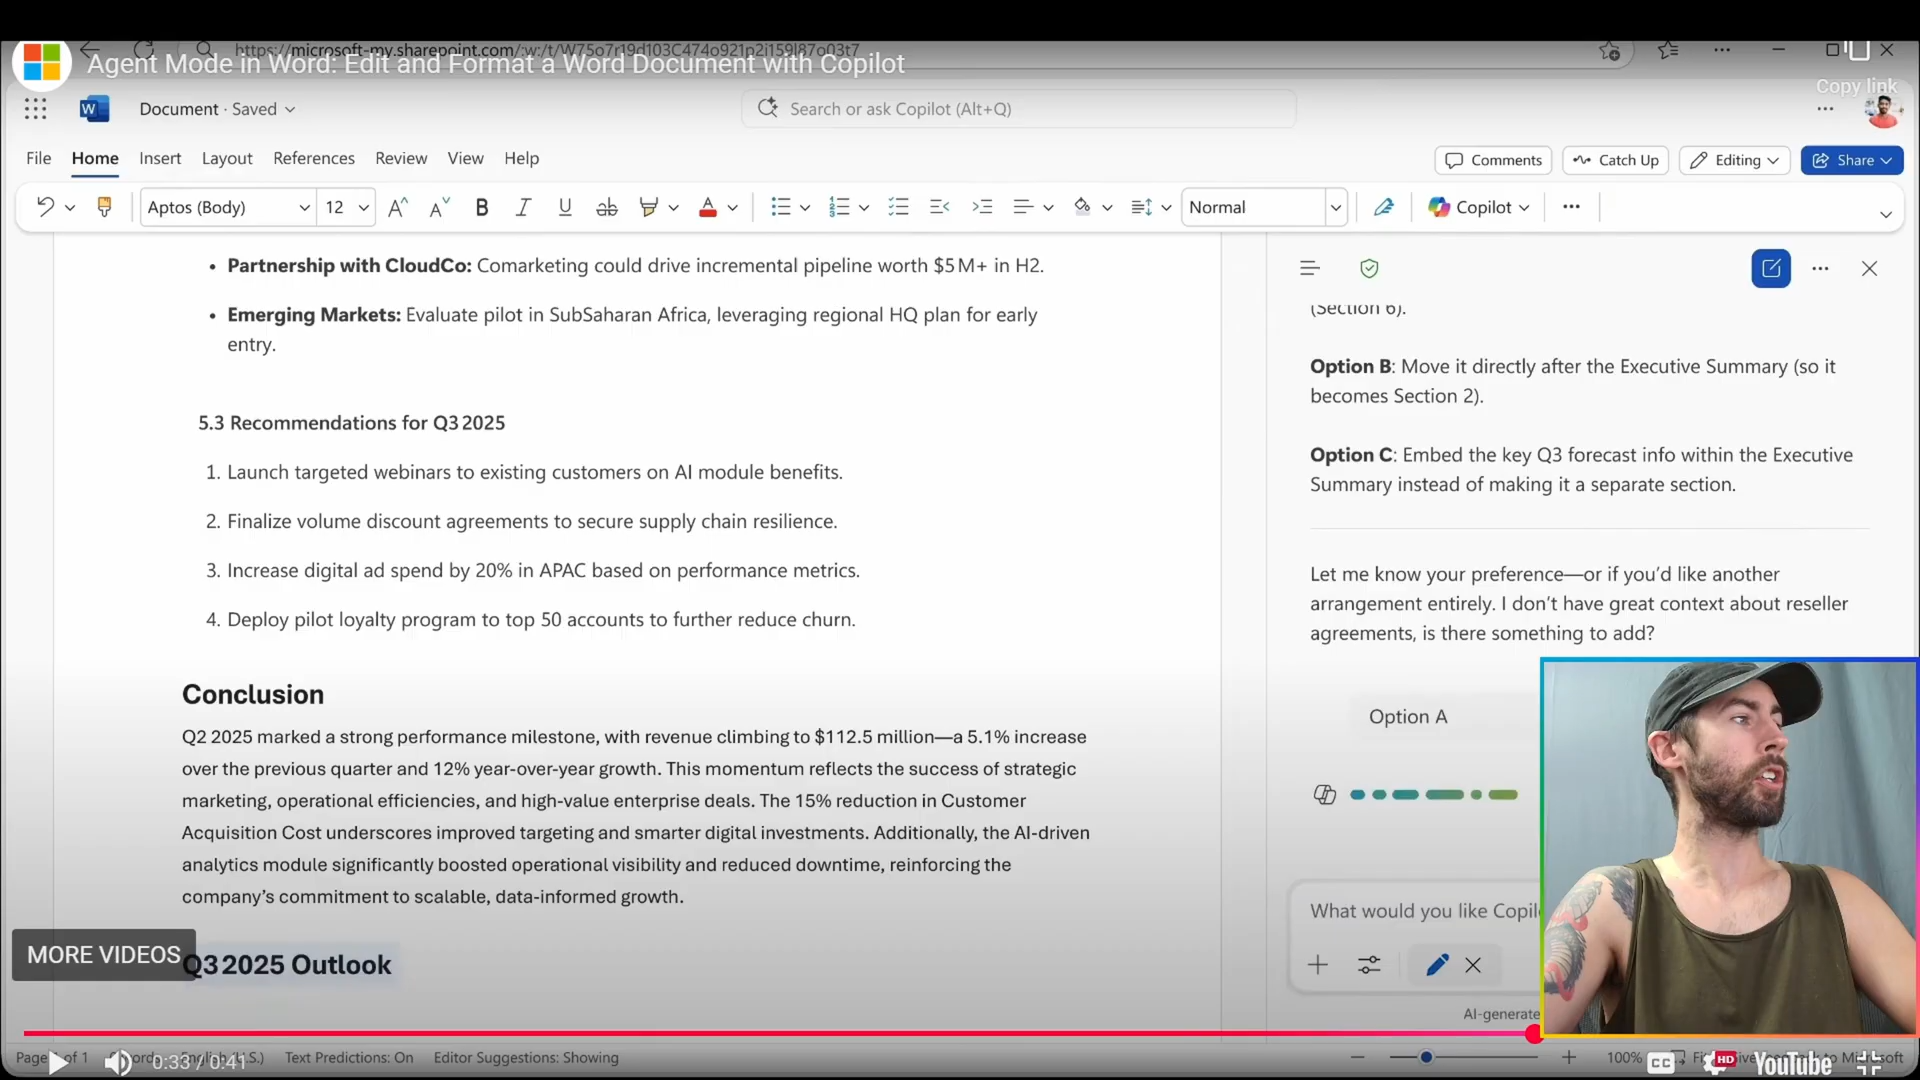 https://microsoft-my.sharepoint.com/:w:/t/W75o7r19d103C474o921p2i159l87o03t7
Agent Mode in Word: Edit and Format a Word Document with Copilot
Copy link
Document · Saved
Search or ask Copilot (Alt+Q)
File Home Insert Layout References Review View Help
Comments Catch Up Editing Share
Aptos (Body) 12 Normal Copilot
• Partnership with CloudCo: Comarketing could drive incremental pipeline worth $5M+ in H2.
• Emerging Markets: Evaluate pilot in SubSaharan Africa, leveraging regional HQ plan for early
entry.
5.3 Recommendations for Q3 2025
1. Launch targeted webinars to existing customers on AI module benefits.
2. Finalize volume discount agreements to secure supply chain resilience.
3. Increase digital ad spend by 20% in APAC based on performance metrics.
4. Deploy pilot loyalty program to top 50 accounts to further reduce churn.
Conclusion
Q2 2025 marked a strong performance milestone, with revenue climbing to $112.5 million—a 5.1% increase
over the previous quarter and 12% year-over-year growth. This momentum reflects the success of strategic
marketing, operational efficiencies, and high-value enterprise deals. The 15% reduction in Customer
Acquisition Cost underscores improved targeting and smarter digital investments. Additionally, the AI-driven
analytics module significantly boosted operational visibility and reduced downtime, reinforcing the
company's commitment to scalable, data-informed growth.
MORE VIDEOS
Q3 2025 Outlook
(Section 6).
Option B: Move it directly after the Executive Summary (so it
becomes Section 2).
Option C: Embed the key Q3 forecast info within the Executive
Summary instead of making it a separate section.
Let me know your preference—or if you'd like another
arrangement entirely. I don't have great context about reseller
agreements, is there something to add?
Option A
What would you like
AI-generate
of 1 Text Predictions: On Editor Suggestions: Showing
0:33 / 0:41
100% to Microsoft
CC HD YouTube